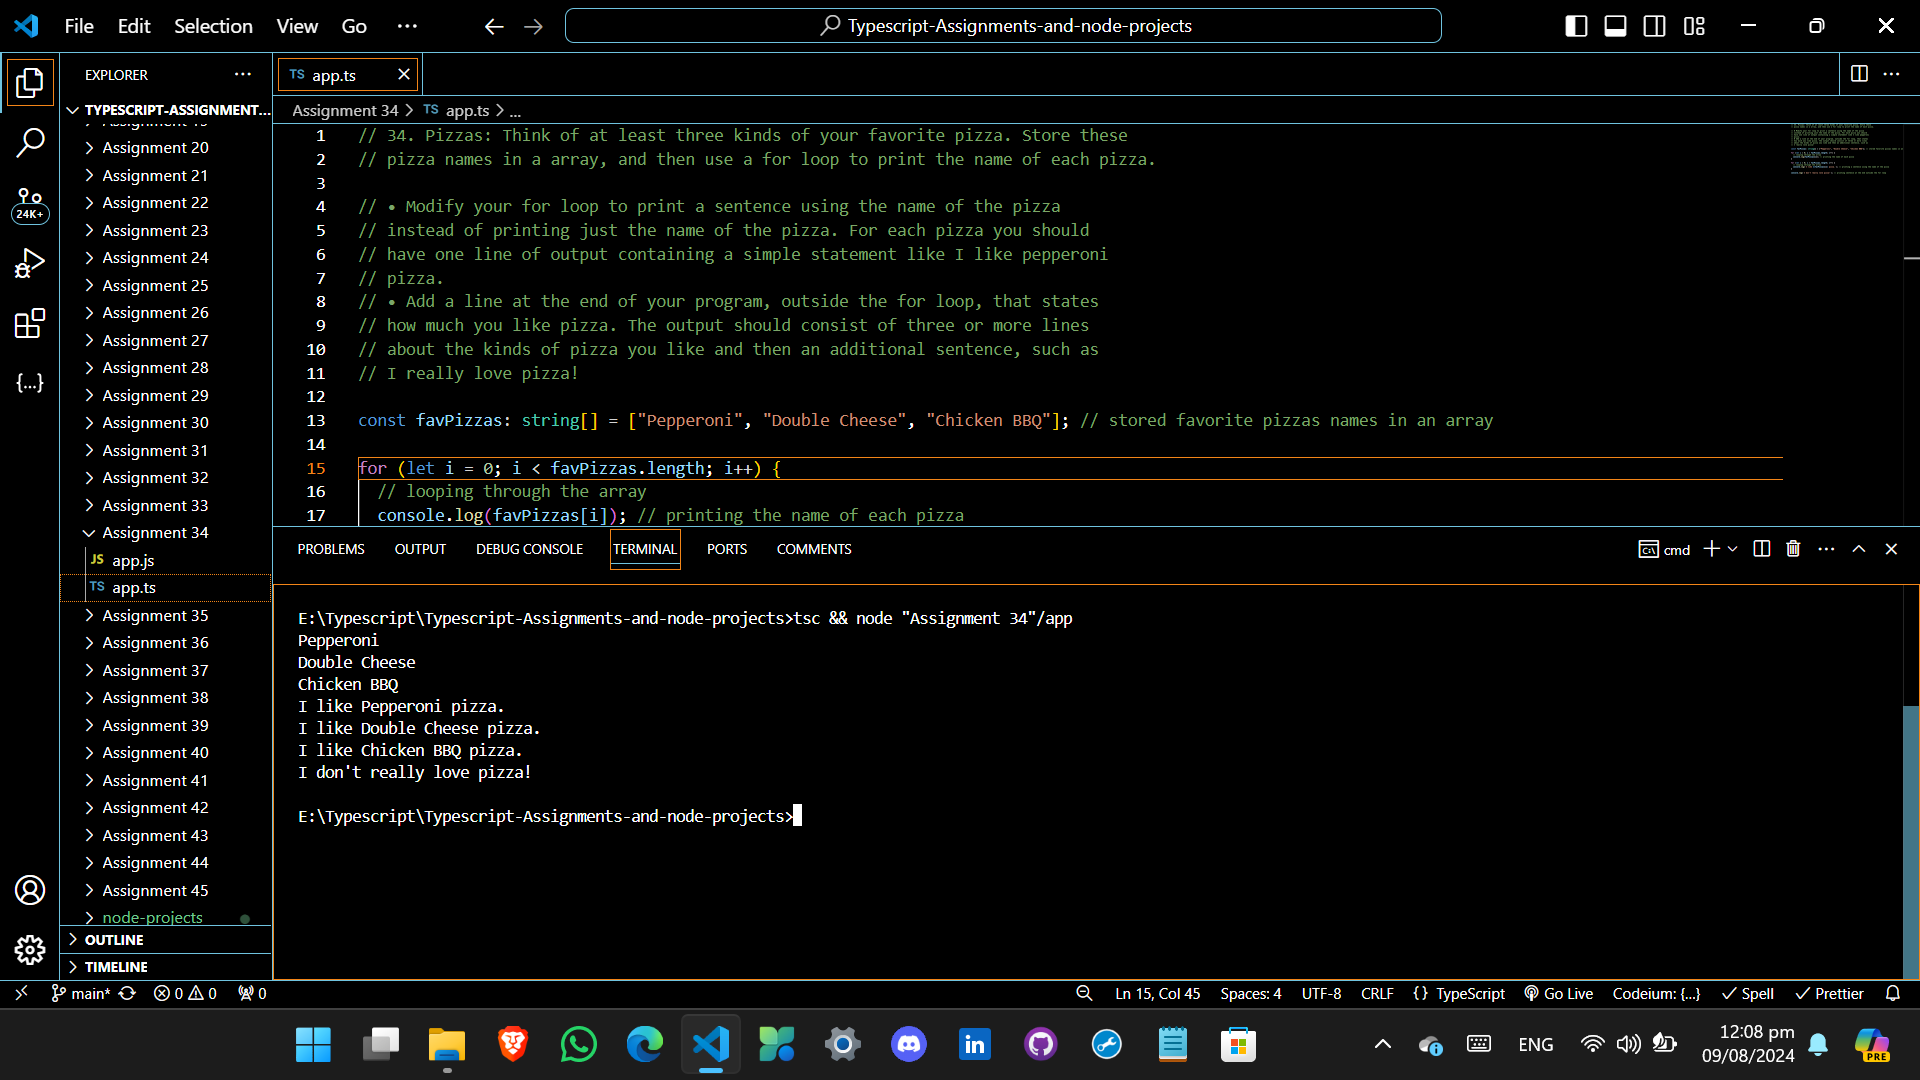 File Edit Selection View Go ···
Typescript-Assignments-and-node-projects
EXPLORER ···
TYPESCRIPT-ASSIGNMENT...
Assignment 20
Assignment 21
Assignment 22
Assignment 23
Assignment 24
Assignment 25
Assignment 26
Assignment 27
Assignment 28
Assignment 29
Assignment 30
Assignment 31
Assignment 32
Assignment 33
Assignment 34
JS app.js
TS app.ts
Assignment 35
Assignment 36
Assignment 37
Assignment 38
Assignment 39
Assignment 40
Assignment 41
Assignment 42
Assignment 43
Assignment 44
Assignment 45
node-projects
OUTLINE
TIMELINE
24K+
TS app.ts
Assignment 34 > TS app.ts > ...
1 // 34. Pizzas: Think of at least three kinds of your favorite pizza. Store these
2 // pizza names in a array, and then use a for loop to print the name of each pizza.
3
4 // • Modify your for loop to print a sentence using the name of the pizza
5 // instead of printing just the name of the pizza. For each pizza you should
6 // have one line of output containing a simple statement like I like pepperoni
7 // pizza.
8 // • Add a line at the end of your program, outside the for loop, that states
9 // how much you like pizza. The output should consist of three or more lines
10 // about the kinds of pizza you like and then an additional sentence, such as
11 // I really love pizza!
12
13 const favPizzas: string[] = ["Pepperoni", "Double Cheese", "Chicken BBQ"]; // stored favorite pizzas names in an array
14
15 for (let i = 0; i < favPizzas.length; i++) {
16 // looping through the array
17 console.log(favPizzas[i]); // printing the name of each pizza
PROBLEMS OUTPUT DEBUG CONSOLE TERMINAL PORTS COMMENTS
cmd
E:\Typescript\Typescript-Assignments-and-node-projects>tsc && node "Assignment 34"/app
Pepperoni
Double Cheese
Chicken BBQ
I like Pepperoni pizza.
I like Double Cheese pizza.
I like Chicken BBQ pizza.
I don't really love pizza!
E:\Typescript\Typescript-Assignments-and-node-projects>
main* 0 0 0
Ln 15, Col 45 Spaces: 4 UTF-8 CRLF {} TypeScript Go Live Codeium: {...} Spell Prettier
ENG
12:08 pm
09/08/2024
PRE